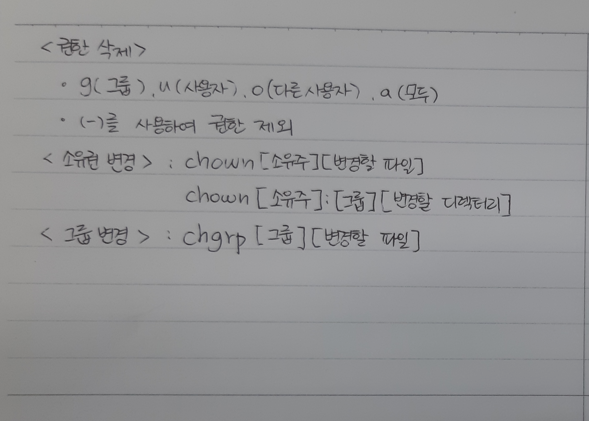 <권한 삭제>
· g(그룹), u(사용자), o(다른사용자), a(모두)
· (-)를 사용하여 권한 제외
<소유권 변경> : chown [소유주][변경할 파일]
chown [소유주]:[그룹][변경할 디렉터리]
<그룹 변경> : chgrp [그룹][변경할 파일]